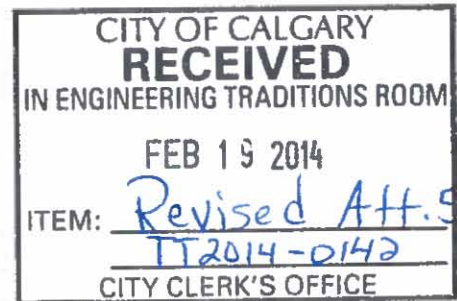 CITY OF CALGARY
RECEIVED
IN ENGINEERING TRADITIONS ROOM
FEB 19 2014
ITEM: Revised Att. 5
TT2014-0142
CITY CLERK'S OFFICE